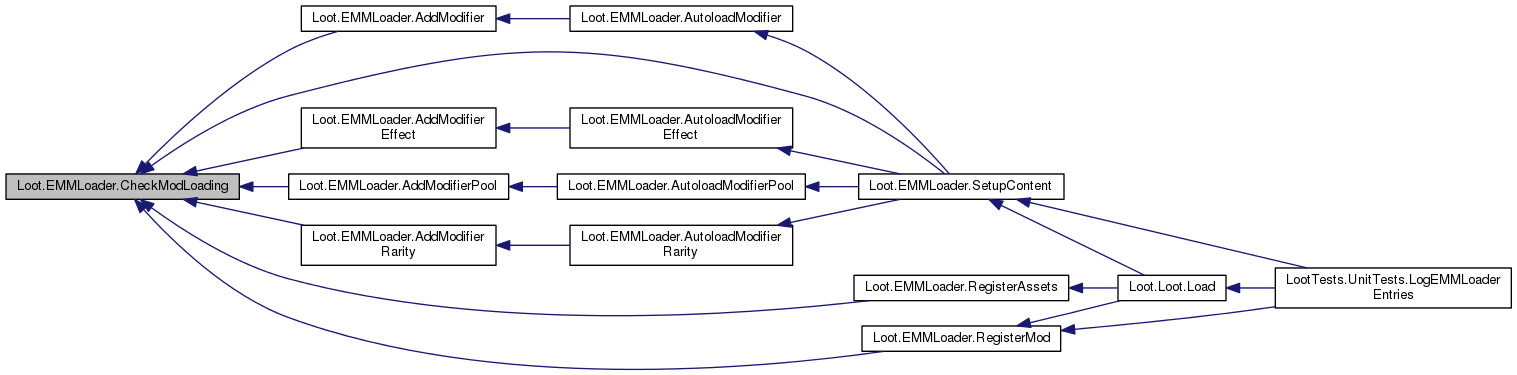 Loot.EMMLoader.AddModifier
Loot.EMMLoader.AutoloadModifier
Loot.EMMLoader.AddModifier
Effect
Loot.EMMLoader.AutoloadModifier
Effect
Loot.EMMLoader.CheckModLoading
Loot.EMMLoader.AddModifierPool
Loot.EMMLoader.AutoloadModifierPool
Loot.EMMLoader.SetupContent
Loot.EMMLoader.AddModifier
Rarity
Loot.EMMLoader.AutoloadModifier
Rarity
Loot.EMMLoader.RegisterAssets
Loot.Loot.Load
LootTests.UnitTests.LogEMMLoader
Entries
Loot.EMMLoader.RegisterMod